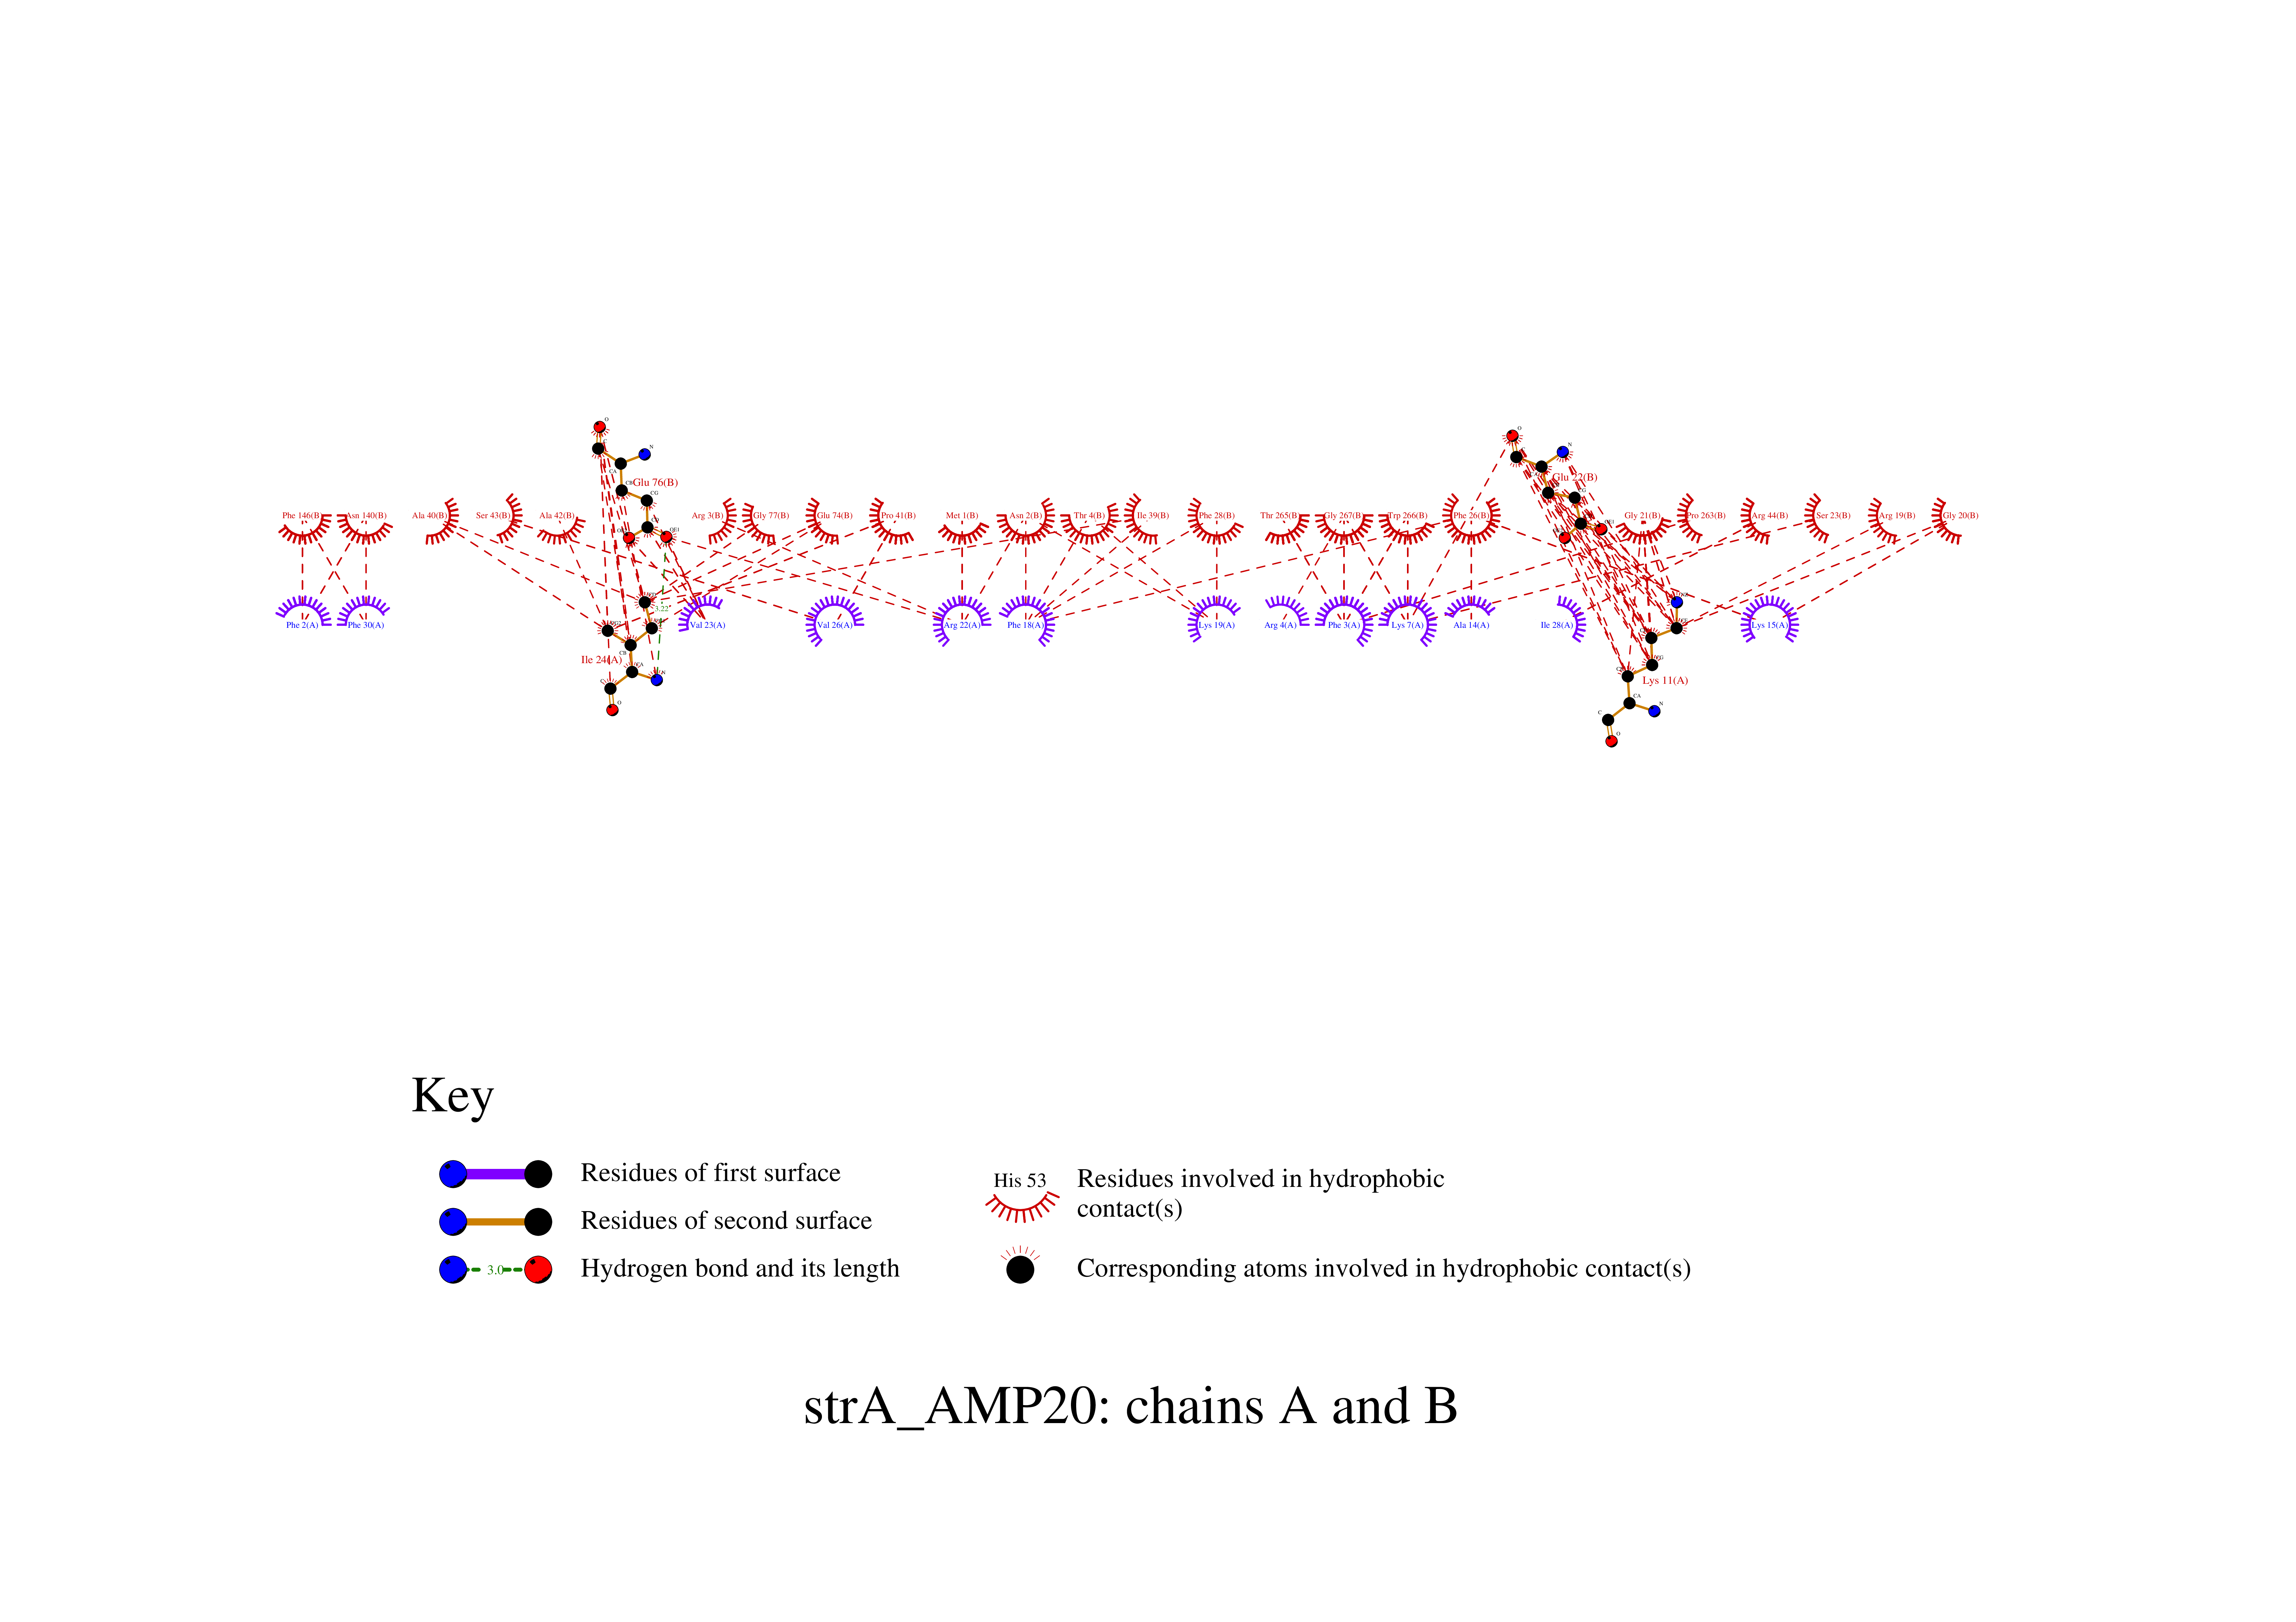 Glu 76(B)
Glu 22(B)
Phe 146(B) Asn 140(B) Ala 40(B) Ser 43(B) Ala 42(B) Arg 3(B) Gly 77(B) Glu 74(B) Pro 41(B) Met 1(B) Asn 2(B) Thr 4(B) Ile 39(B) Phe 28(B) Thr 265(B) Gly 267(B) Trp 266(B) Phe 26(B) Gly 21(B) Pro 263(B) Arg 44(B) Ser 23(B) Arg 19(B) Gly 20(B)
3.22
Phe 2(A) Phe 30(A) Val 23(A) Val 26(A) Arg 22(A) Phe 18(A) Lys 19(A) Arg 4(A) Phe 3(A) Lys 7(A) Ala 14(A) Ile 28(A) Lys 15(A)
Ile 24(A)
Lys 11(A)
Key
Residues of first surface
Residues of second surface
3.0 Hydrogen bond and its length
His 53 Residues involved in hydrophobic
contact(s)
Corresponding atoms involved in hydrophobic contact(s)
strA_AMP20: chains A and B